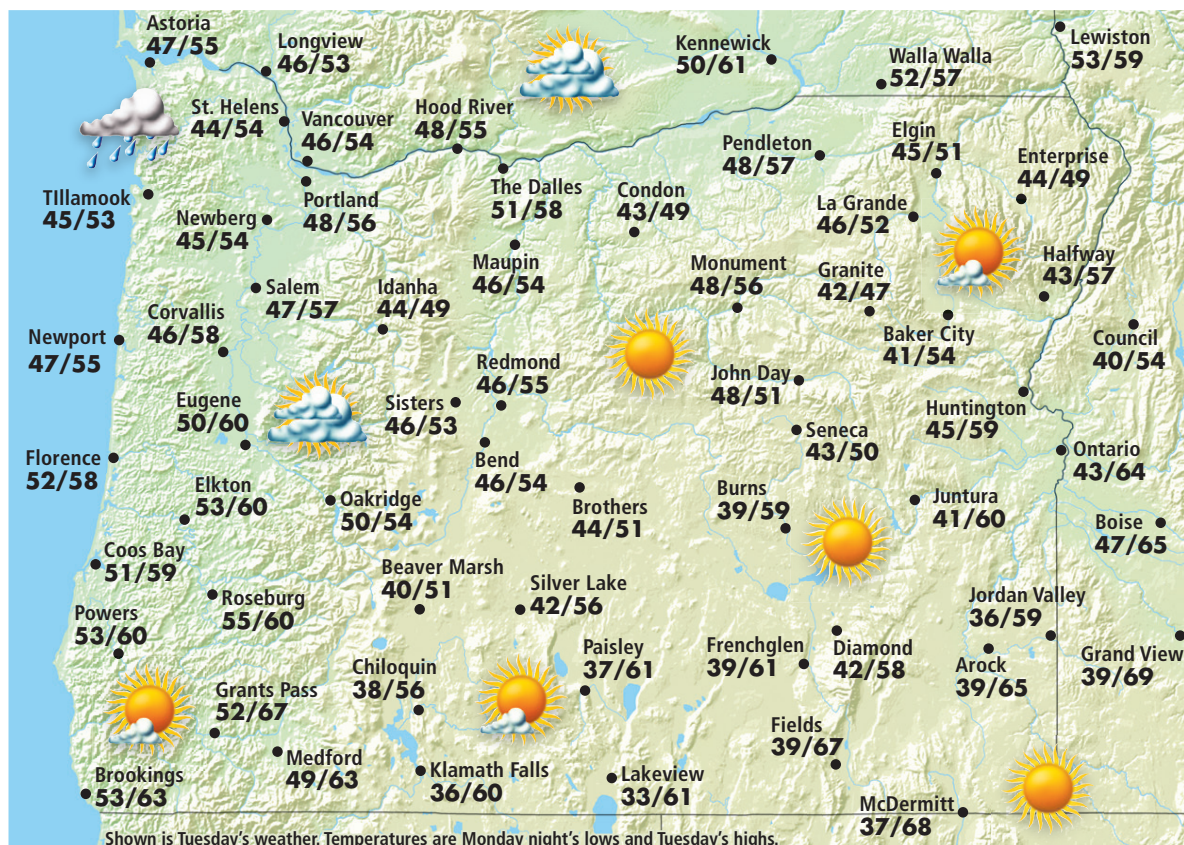 Astoria
47/55
Longview
46/53
Kennewick
50/61
Walla Walla
52/57
Lewiston
53/59
St. Helens
44/54
Vancouver
46/54
Hood River
48/55
Pendleton
48/57
Elgin
45/51
Enterprise
44/49
TIllamook
45/53
Newberg
45/54
Portland
48/56
The Dalles
51/58
Condon
43/49
La Grande
46/52
Maupin
46/54
Monument
48/56
Granite
42/47
Halfway
43/57
Salem
47/57
Idanha
44/49
Corvallis
46/58
Newport
47/55
Baker City
41/54
Council
40/54
Redmond
46/55
John Day
48/51
Eugene
50/60
Sisters
46/53
Huntington
45/59
Seneca
43/50
Florence
52/58
Bend
46/54
Ontario
43/64
Elkton
53/60
Oakridge
50/54
Brothers
44/51
Burns
39/59
Juntura
41/60
Boise
47/65
Coos Bay
51/59
Beaver Marsh
40/51
Silver Lake
42/56
Roseburg
55/60
Jordan Valley
36/59
Powers
53/60
Paisley
37/61
Frenchglen
39/61
Diamond
42/58
Arock
39/65
Grand View
39/69
Chiloquin
38/56
Grants Pass
52/67
Fields
39/67
Medford
49/63
Klamath Falls
36/60
Lakeview
33/61
Brookings
53/63
McDermitt
37/68
Shown is Tuesday's weather. Temperatures are Monday night's lows and Tuesday's highs.